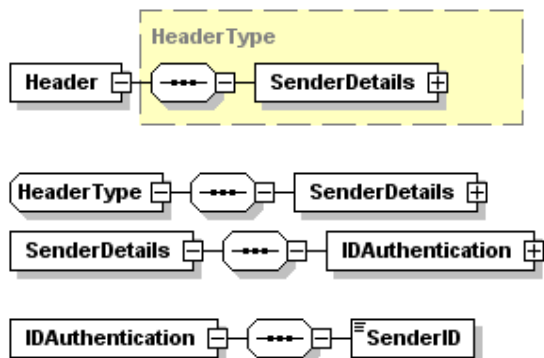 HeaderType
Header SenderDetails
HeaderType SenderDetails
SenderDetails IDAuthentication
IDAuthentication SenderID